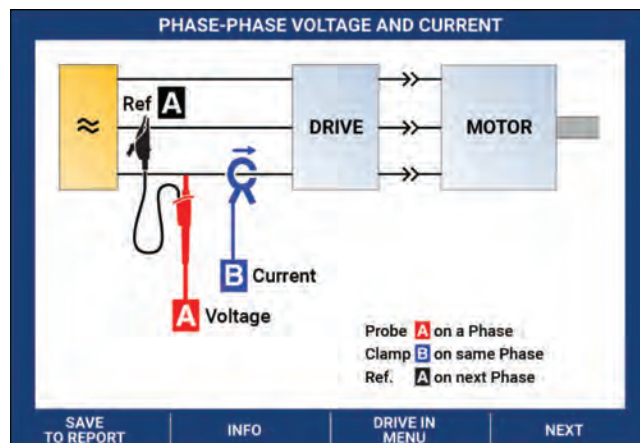 PHASE-PHASE VOLTAGE AND CURRENT
Ref A
≈
DRIVE
MOTOR
B Current
A Voltage
Probe A on a Phase
Clamp B on same Phase
Ref. A on next Phase
SAVE
TO REPORT
INFO
DRIVE IN
MENU
NEXT